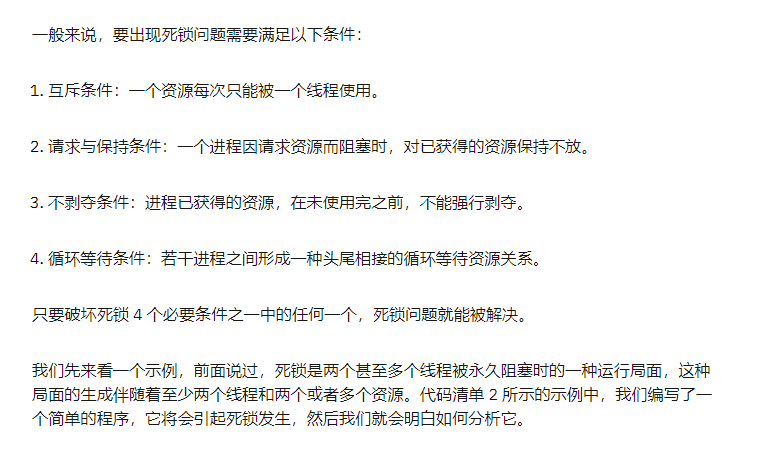 一般来说，要出现死锁问题需要满足以下条件：
1. 互斥条件：一个资源每次只能被一个线程使用。
2. 请求与保持条件：一个进程因请求资源而阻塞时，对已获得的资源保持不放。
3. 不剥夺条件：进程已获得的资源，在未使用完之前，不能强行剥夺。
4. 循环等待条件：若干进程之间形成一种头尾相接的循环等待资源关系。
只要破坏死锁 4 个必要条件之一中的任何一个，死锁问题就能被解决。
我们先来看一个示例，前面说过，死锁是两个甚至多个线程被永久阻塞时的一种运行局面，这种
局面的生成伴随着至少两个线程和两个或者多个资源。代码清单 2 所示的示例中，我们编写了一
个简单的程序，它将会引起死锁发生，然后我们就会明白如何分析它。